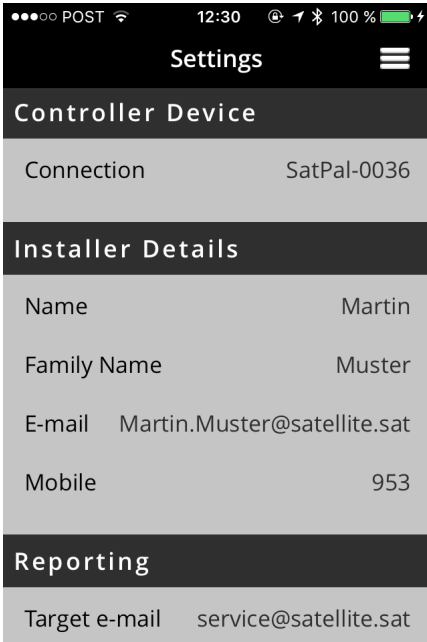 POST 12:30 100 %
Settings
Controller Device
Connection SatPal-0036
Installer Details
Name Martin
Family Name Muster
E-mail Martin.Muster@satellite.sat
Mobile 953
Reporting
Target e-mail service@satellite.sat